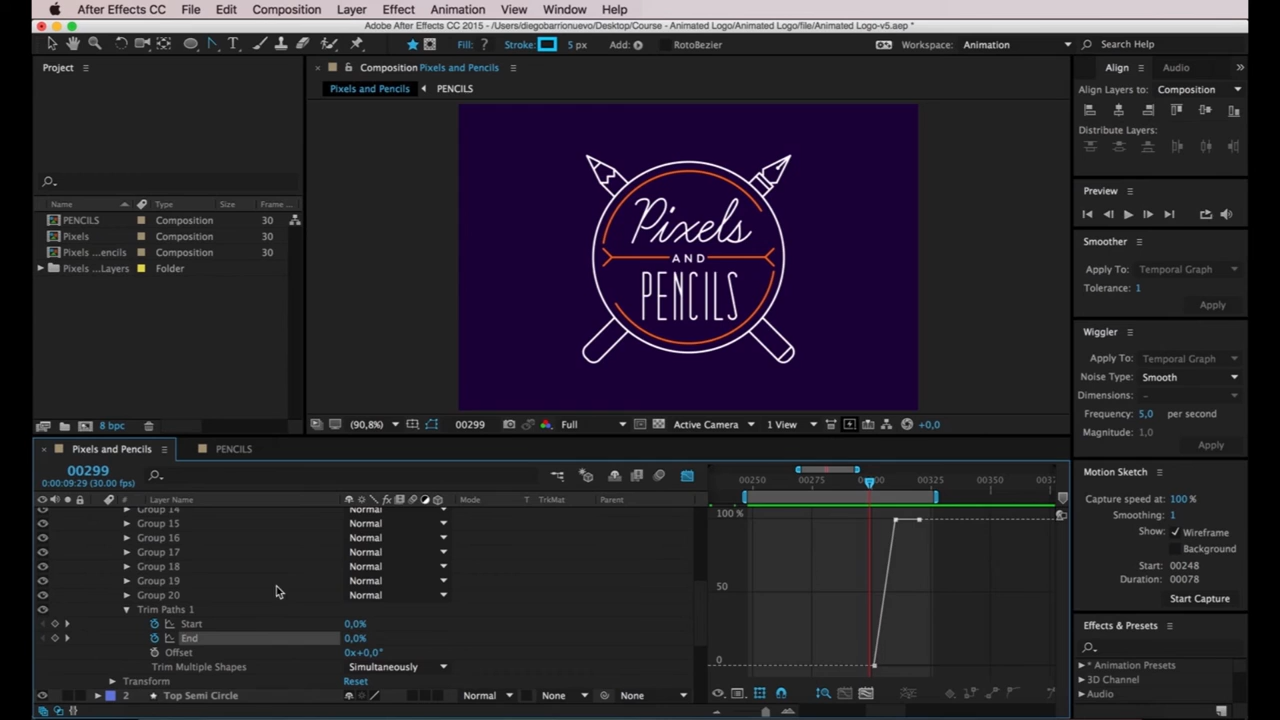 After Effects CC File Edit Composition Layer Effect Animation View Window Help
Adobe After Effects CC 2015 - /Users/diegobarrionuevo/Desktop/Course - Animated Logo/Animated Logo/file/Animated Logo-v5.aep *
Fill: ? Stroke: 5 px Add: RotoBezier Workspace: Animation Search Help
Project
Composition Pixels and Pencils
Pixels and Pencils PENCILS
Name Type Size Frame ...
PENCILS Composition 30
Pixels Composition 30
Pixels ...encils Composition 30
Pixels ...Layers Folder
8 bpc
Pixels
AND
PENCILS
(90,8%) 00299 Full Active Camera 1 View +0,0
Align Audio
Align Layers to: Composition
Distribute Layers:
Preview
Smoother
Apply To: Temporal Graph
Tolerance: 1
Apply
Wiggler
Apply To: Temporal Graph
Noise Type: Smooth
Dimensions: -
Frequency: 5,0 per second
Magnitude: 1,0
Apply
Motion Sketch
Capture speed at: 100 %
Smoothing: 1
Show: Wireframe
Background
Start: 00248
Duration: 00078
Start Capture
Effects & Presets
* Animation Presets
3D Channel
Audio
Pixels and Pencils PENCILS
00299
0:00:09:29 (30.00 fps)
# Layer Name Mode T TrkMat Parent
Group 14 Normal
Group 15 Normal
Group 16 Normal
Group 17 Normal
Group 18 Normal
Group 19 Normal
Group 20 Normal
Trim Paths 1
Start 0,0%
End 0,0%
Offset 0x+0,0°
Trim Multiple Shapes Simultaneously
Transform Reset
2 Top Semi Circle Normal None None
00250 00275 00325 00350
100 %
50
0